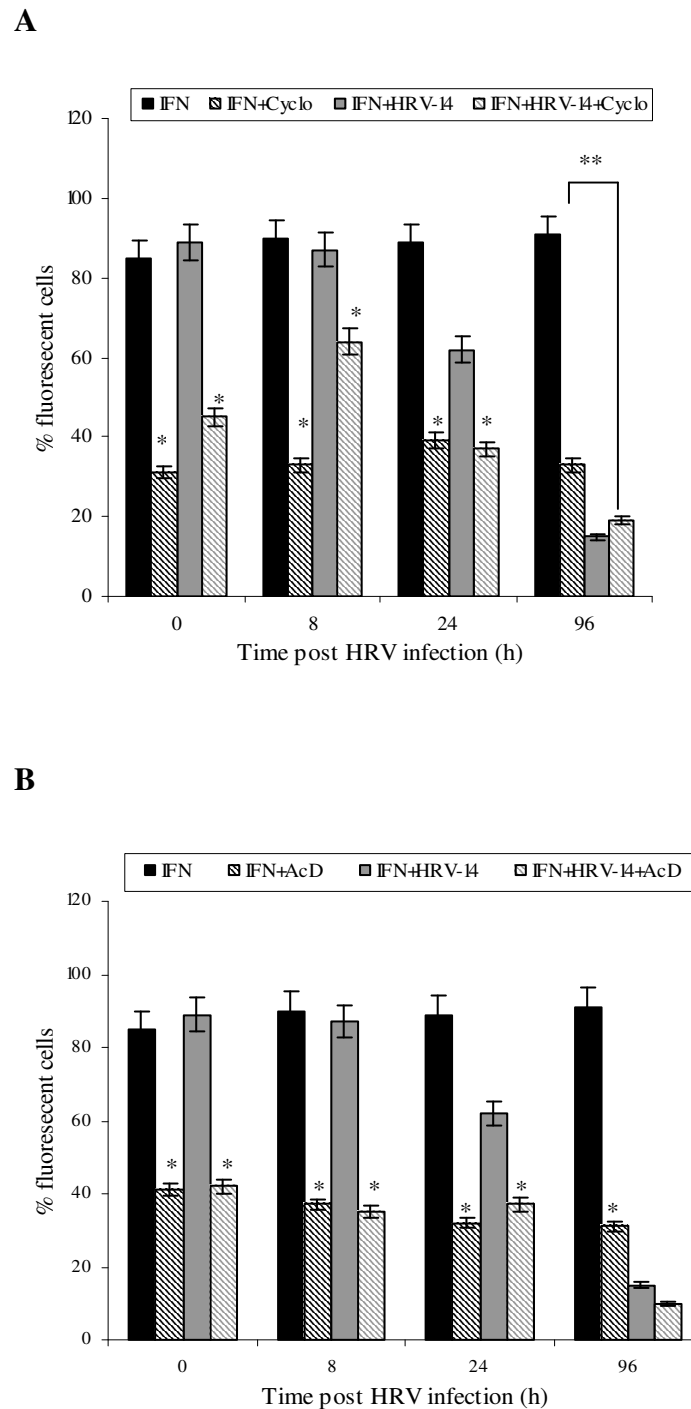 A
IFN IFN+Cyclo IFN+HRV-14 IFN+HRV-14+Cyclo
120
**
100
80
*
60
*
*
*
*
*
40
20
0
% fluoresecent cells
0 8 24 96
Time post HRV infection (h)
B
IFN IFN+AcD IFN+HRV-14 IFN+HRV-14+AcD
120
100
80
60
* * * * * * *
40
20
0
% fluoresecent cells
0 8 24 96
Time post HRV infection (h)